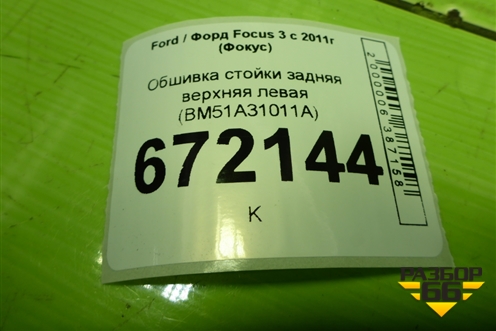 Ford / Форд Focus 3 с 2011г
(Фокус)
Обшивка стойки задняя
верхняя левая
(BM51A31011A)
672144
К
2000006387158
РАЗБОР
66